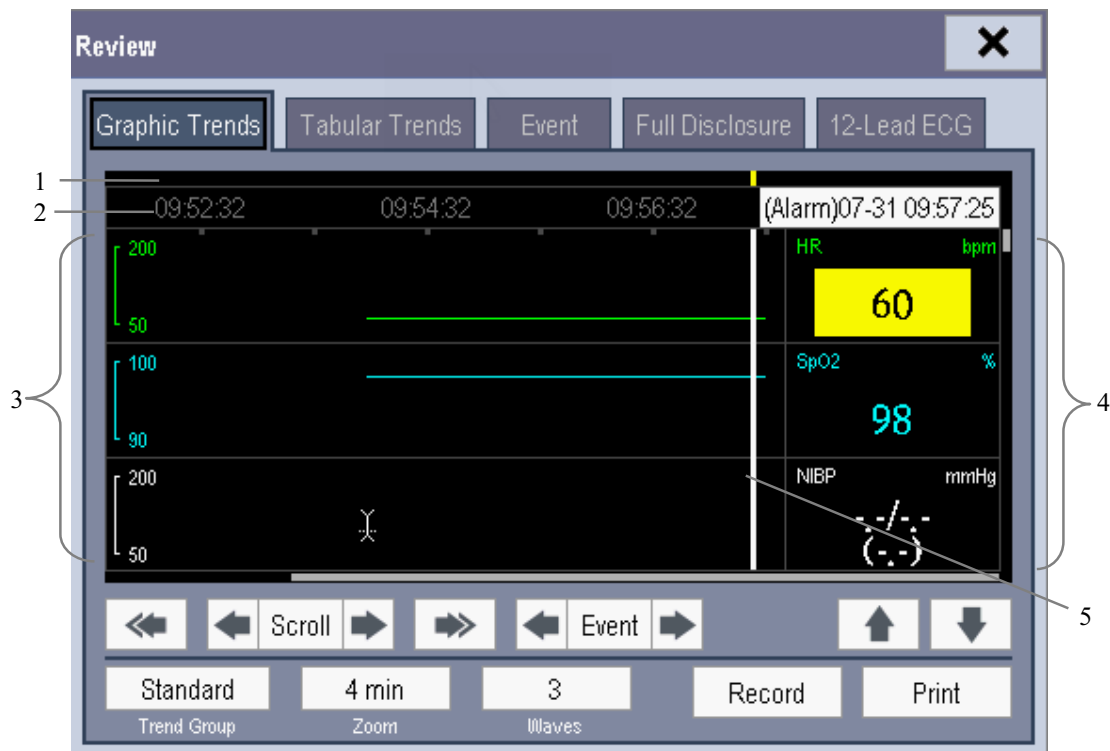 Review
Graphic Trends Tabular Trends Event Full Disclosure 12-Lead ECG
1
2 09:52:32 09:54:32 09:56:32 (Alarm)07-31 09:57:25
200 HR bpm
60
50
100 SpO2 %
3 4
98
90
200 NIBP mmHg
-.-/-.-
(-.-)
50
5
Scroll Event
Standard 4 min 3 Record Print
Trend Group Zoom Waves